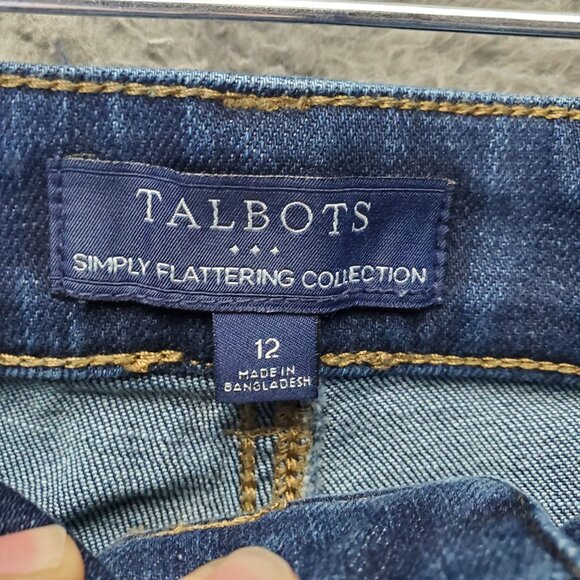 TALBOTS
SIMPLY FLATTERING COLLECTION
12
MADE IN
BANGLADESH